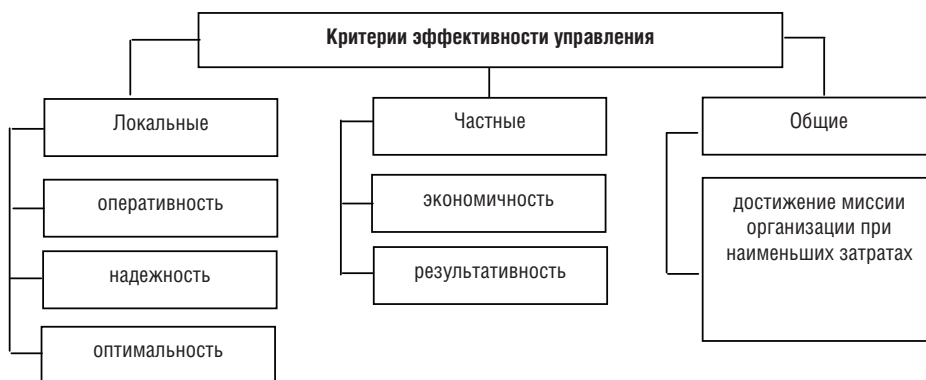 Критерии эффективности управления
Локальные
Частные
Общие
оперативность
экономичность
достижение миссии
организации при
наименьших затратах
надежность
результативность
оптимальность